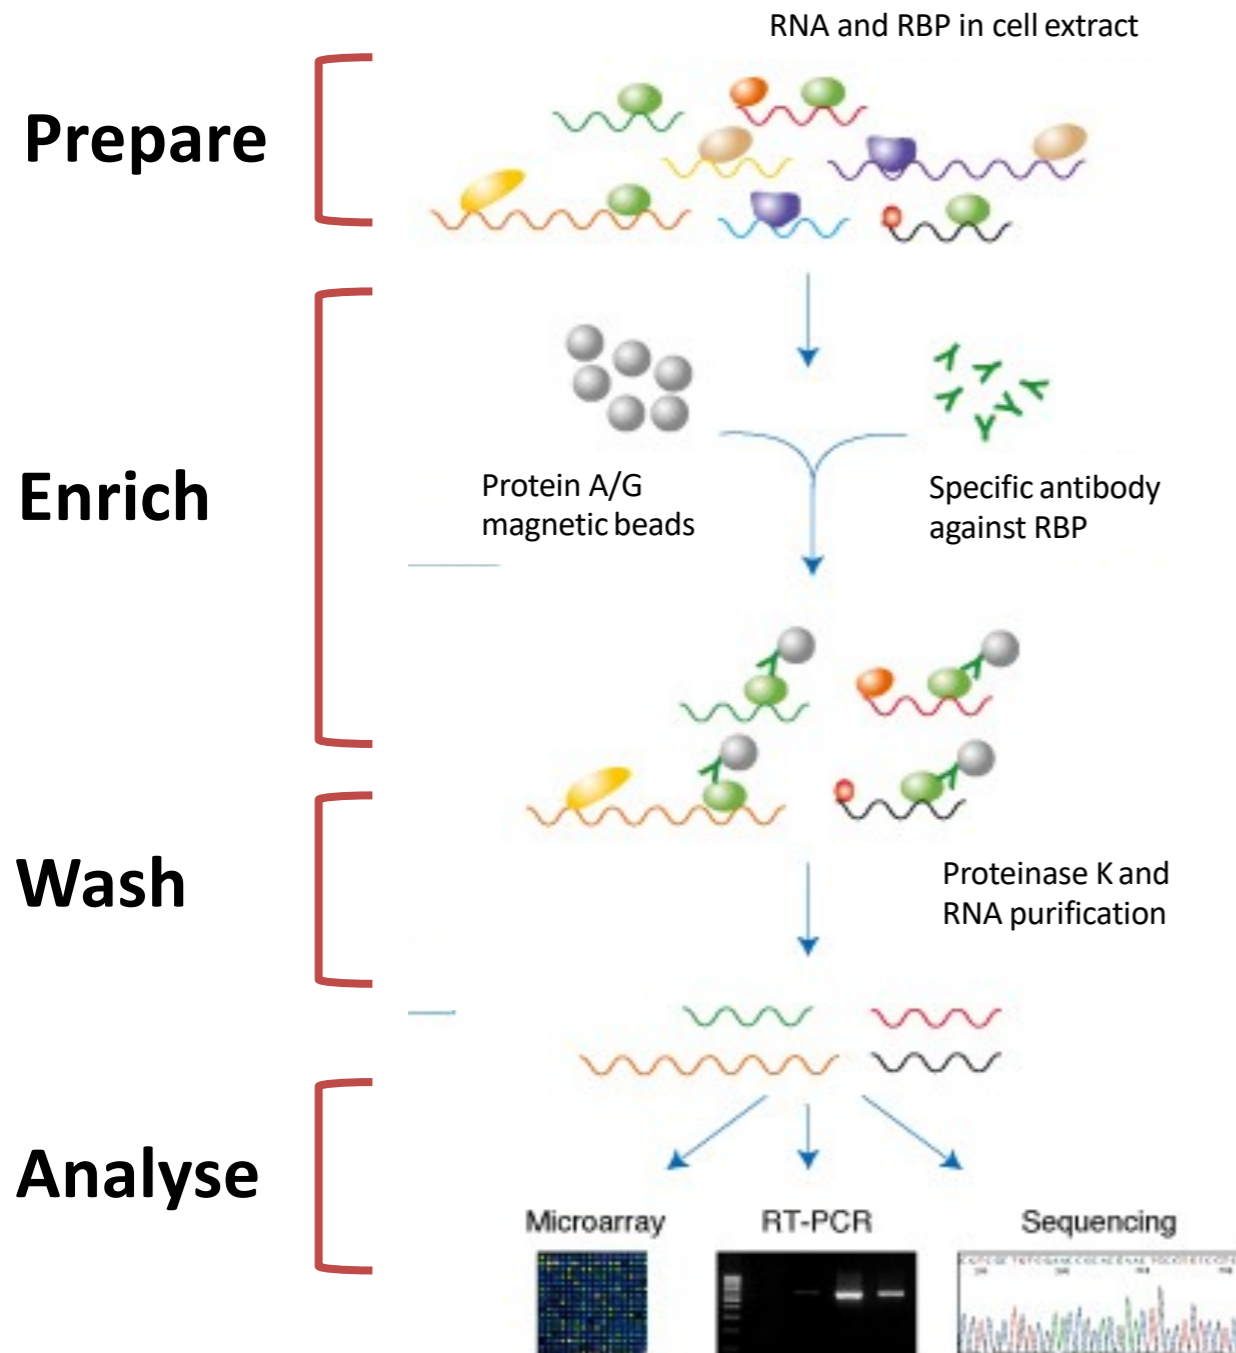 RNA and RBP in cell extract
Prepare
Enrich
Protein A/G
magnetic beads
Specific antibody
against RBP
Wash
Proteinase K and
RNA purification
Analyse
Microarray
RT-PCR
Sequencing